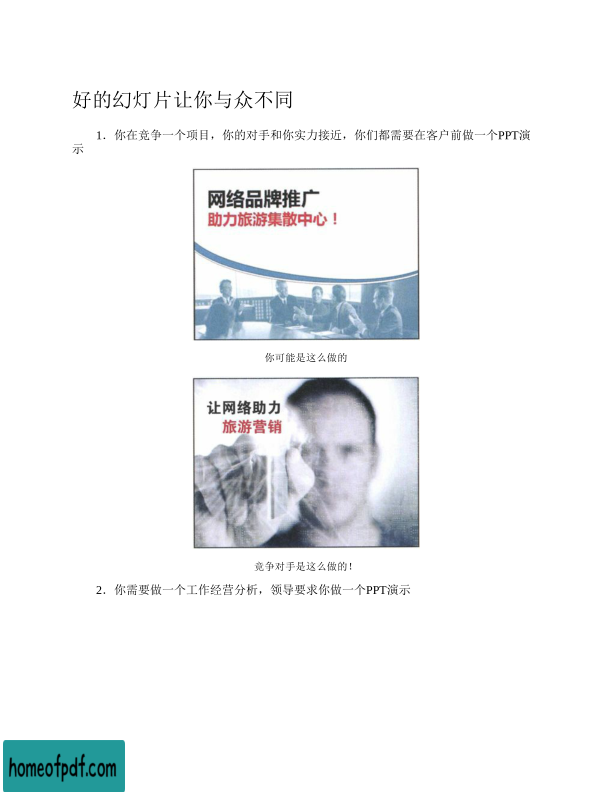 好的幻灯片让你与众不同
1．你在竞争一个项目，你的对手和你实力接近，你们都需要在客户前做一个PPT演
示
网络品牌推广
助力旅游集散中心！
你可能是这么做的
让网络助力
旅游营销
竞争对手是这么做的！
2．你需要做一个工作经营分析，领导要求你做一个PPT演示
homeofpdf.com